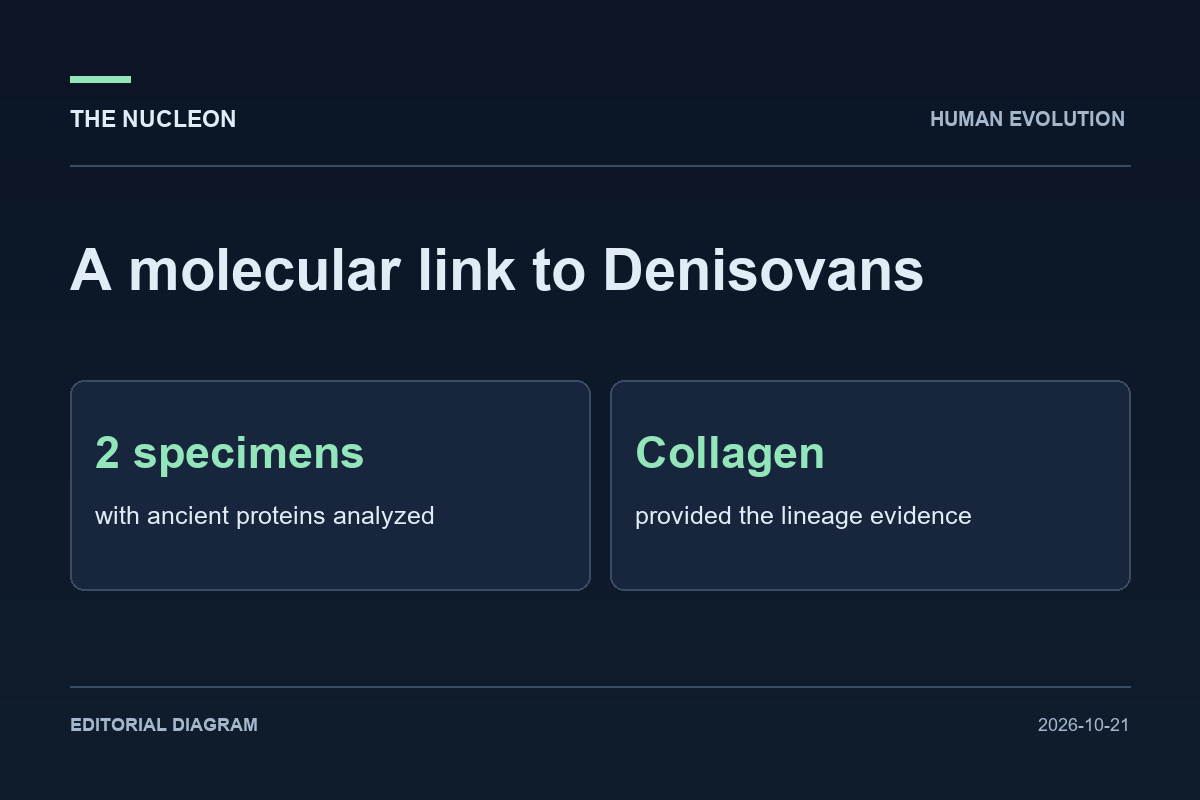 THE NUCLEON
HUMAN EVOLUTION
A molecular link to Denisovans
2 specimens
with ancient proteins analyzed
Collagen
provided the lineage evidence
EDITORIAL DIAGRAM
2026-10-21